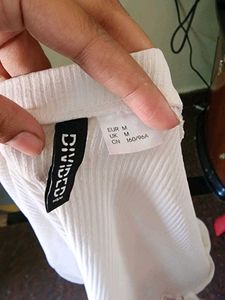 DIVIDED
EUR M
UK M
CN 160/96A